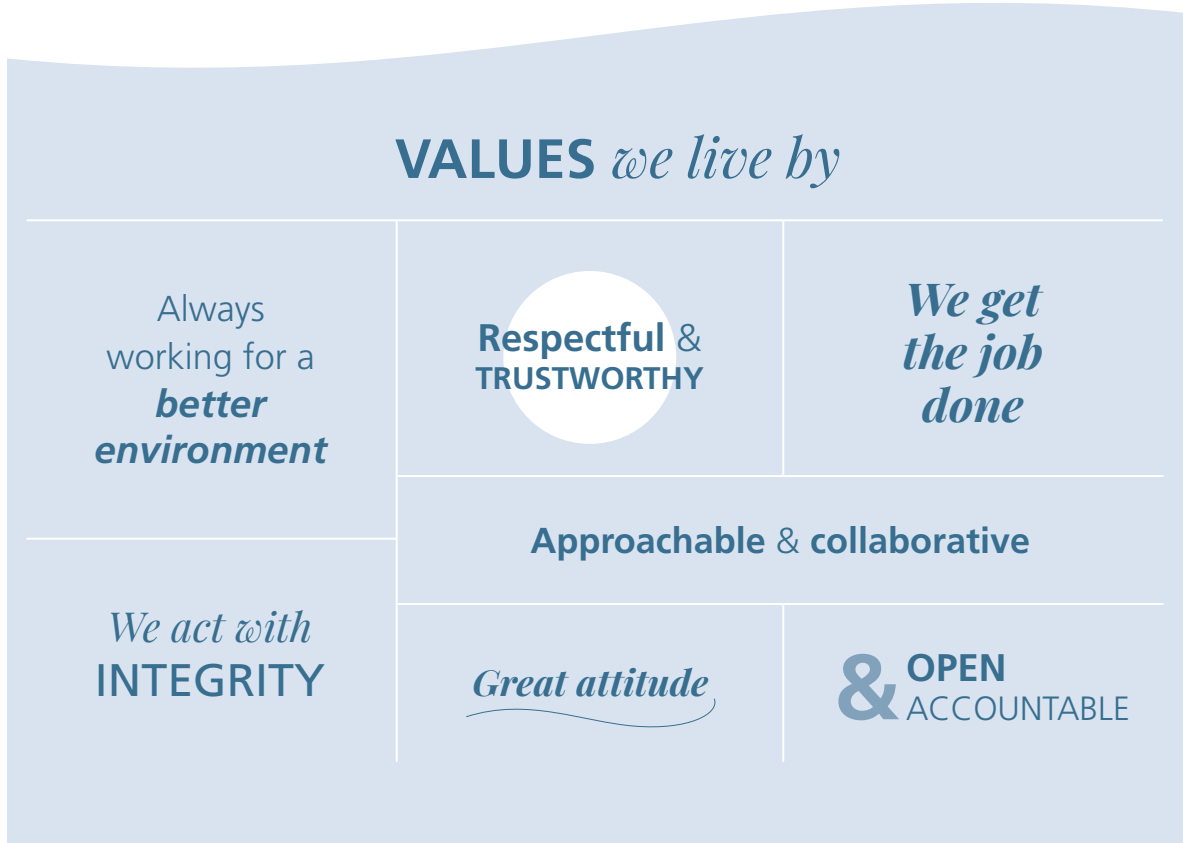 VALUES we live by
Always
working for a
better
environment
Respectful &
TRUSTWORTHY
We get
the job
done
Approachable & collaborative
We act with
INTEGRITY
Great attitude
& OPEN
ACCOUNTABLE